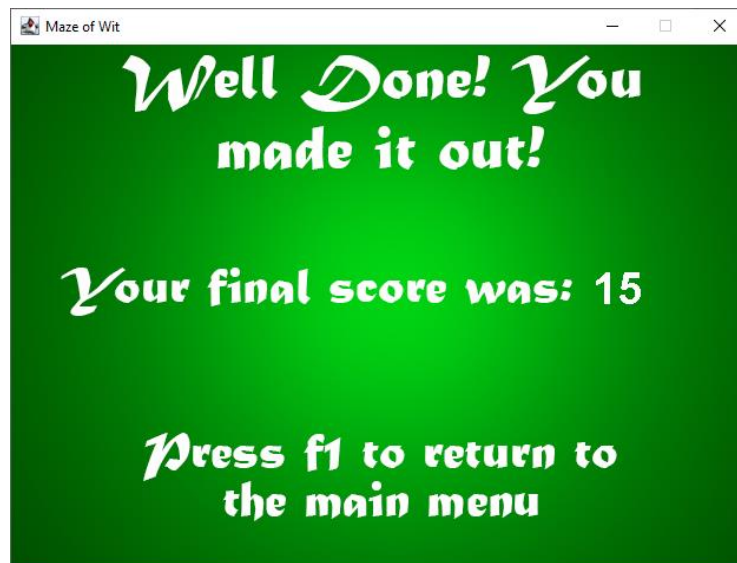 Maze of Wit
Well Done! You
made it out!
Your final score was: 15
Press f1 to return to
the main menu